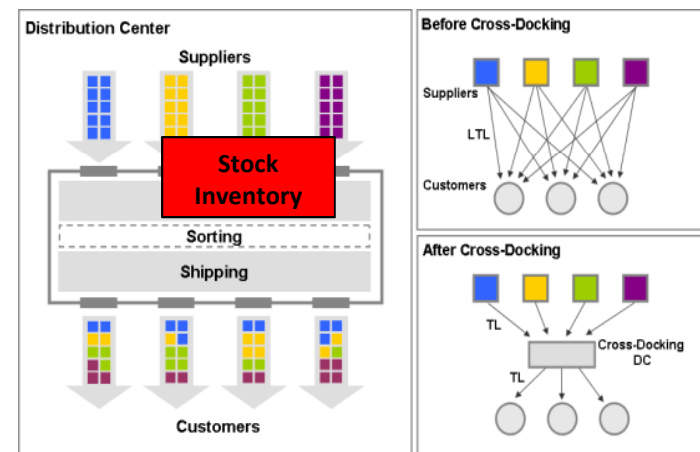 Distribution Center
Suppliers
Stock
Inventory
Sorting
Shipping
Customers
Before Cross-Docking
Suppliers
LTL
Customers
After Cross-Docking
TL
Cross-Docking
DC
TL